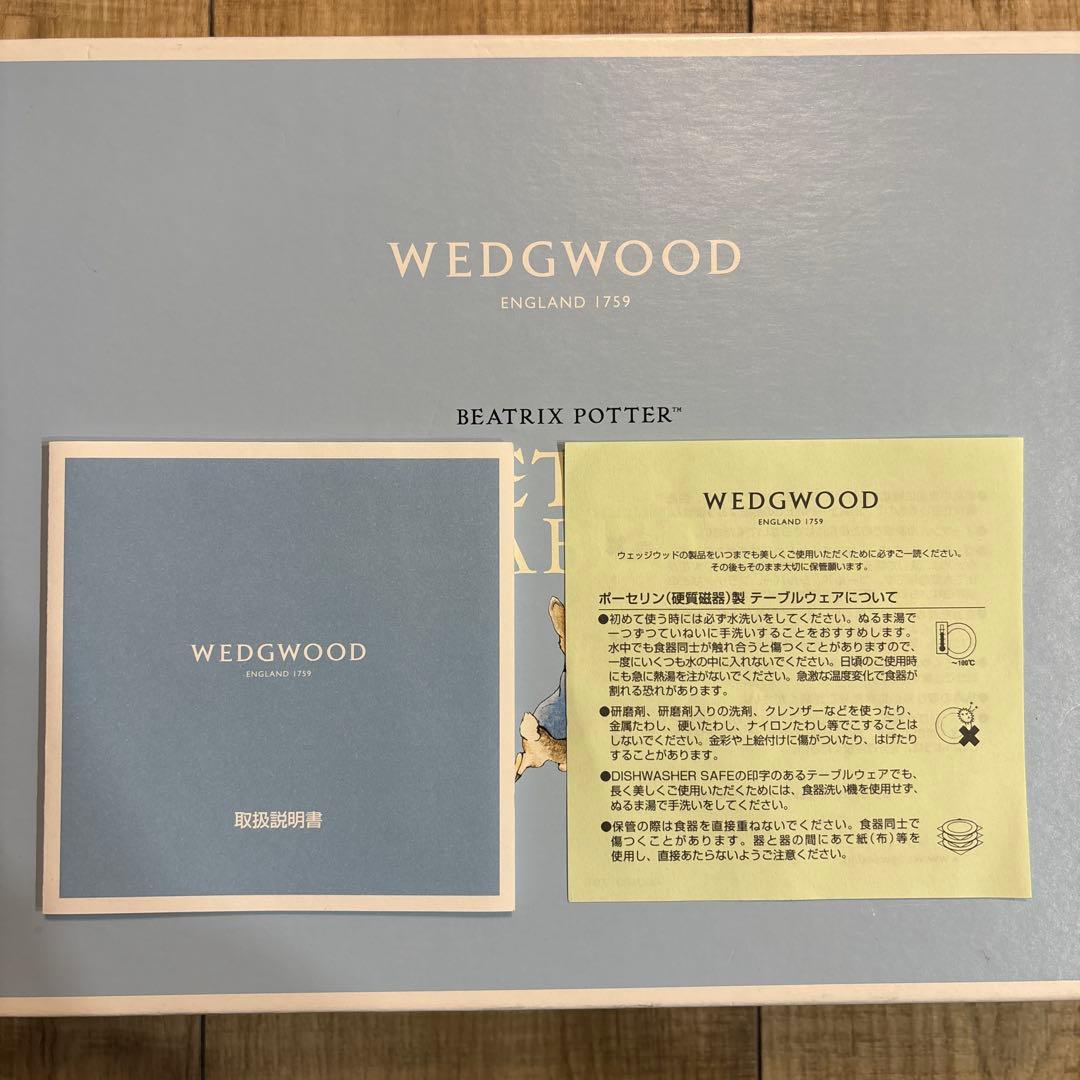 WEDGWOOD
ENGLAND 1759
BEATRIX POTTER™
WEDGWOOD
ENGLAND 1759
取扱説明書
WEDGWOOD
ENGLAND 1759
ウェッジウッドの製品をいつまでも美しくご使用いただくために必ずご一読ください。
その後もそのまま大切に保管願います。
ポーセリン(硬質磁器)製 テーブルウェアについて
●初めて使う時には必ず水洗いをしてください。ぬるま湯で
一つずつていねいに手洗いすることをおすすめします。
水中でも食器同士が触れ合うと傷つくことがありますので、
一度にいくつも水の中に入れないでください。日頃のご使用時
にも急に熱湯を注がないでください。急激な温度変化で食器が
割れる恐れがあります。
~100℃
●研磨剤、研磨剤入りの洗剤、クレンザーなどを使ったり、
金属たわし、硬いたわし、ナイロンたわし等でこすることは
しないでください。金彩や上絵付けに傷がついたり、はげたり
することがあります。
●DISHWASHER SAFEの印字のあるテーブルウェアでも、
長く美しくご使用いただくためには、食器洗い機を使用せず、
ぬるま湯で手洗いをしてください。
●保管の際は食器を直接重ねないでください。食器同士で
傷つくことがあります。器と器の間にあて紙(布)等を
使用し、直接あたらないようご注意ください。